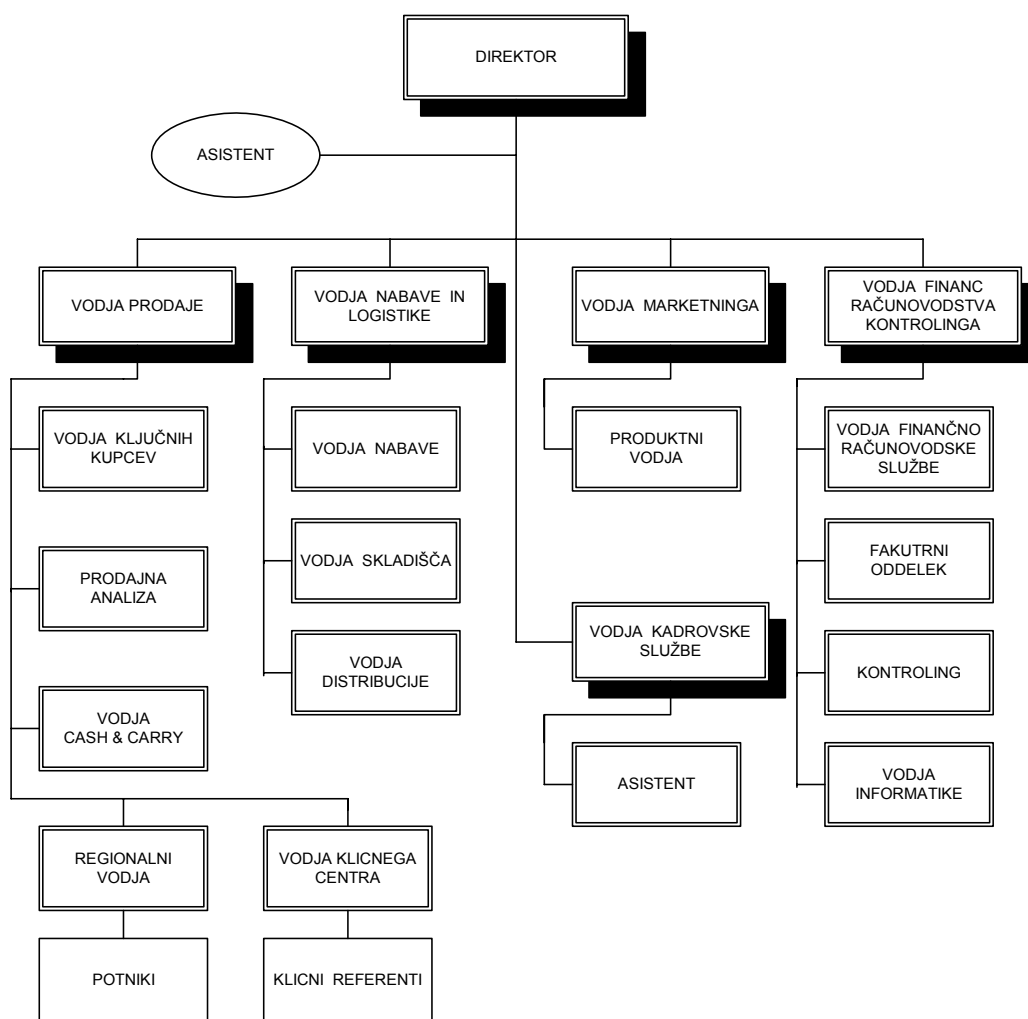 DIREKTOR
ASISTENT
VODJA PRODAJE
VODJA NABAVE IN
LOGISTIKE
VODJA MARKETNINGA
VODJA FINANC
RAČUNOVODSTVA
KONTROLINGA
VODJA KLJUČNIH
KUPCEV
VODJA NABAVE
PRODUKTNI
VODJA
VODJA FINANČNO
RAČUNOVODSKE
SLUŽBE
PRODAJNA
ANALIZA
VODJA SKLADIŠČA
FAKUTRNI
ODDELEK
VODJA KADROVSKE
SLUŽBE
VODJA
DISTRIBUCIJE
KONTROLING
VODJA
CASH & CARRY
ASISTENT
VODJA
INFORMATIKE
REGIONALNI
VODJA
VODJA KLICNEGA
CENTRA
POTNIKI
KLICNI REFERENTI